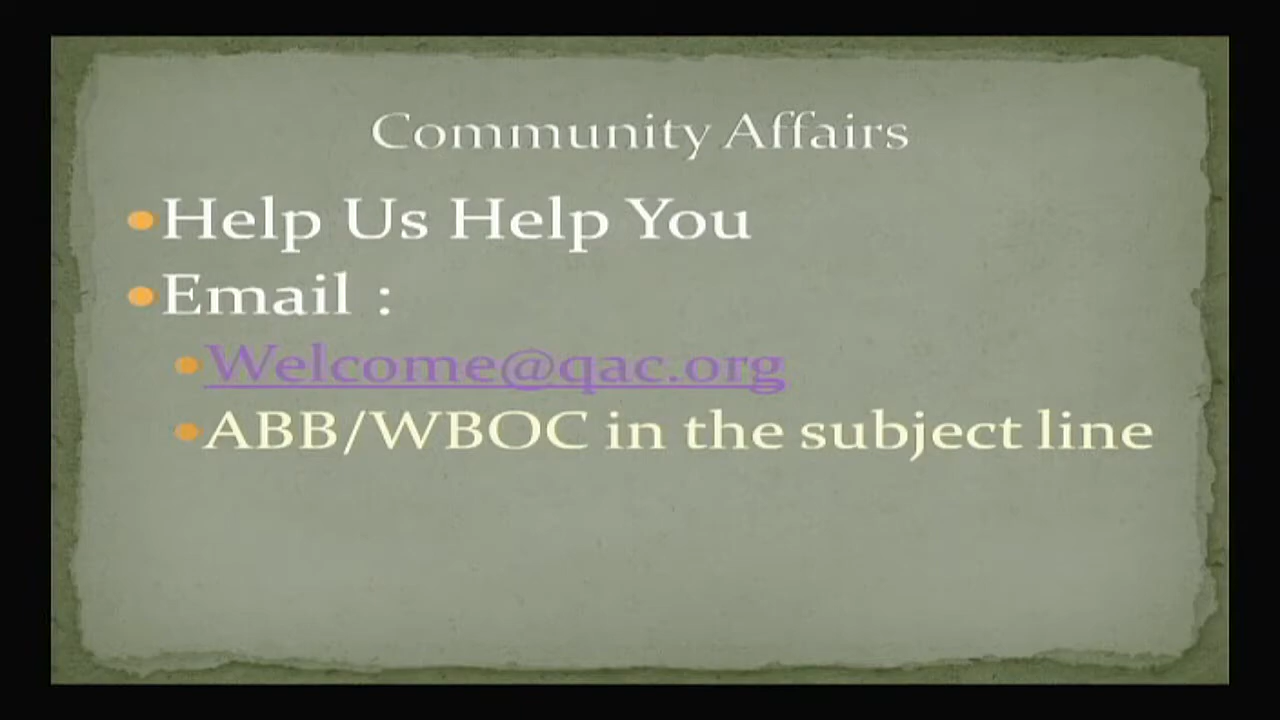 Community Affairs
•Help Us Help You
•Email :
•Welcome@qac.org
•ABB/WBOC in the subject line